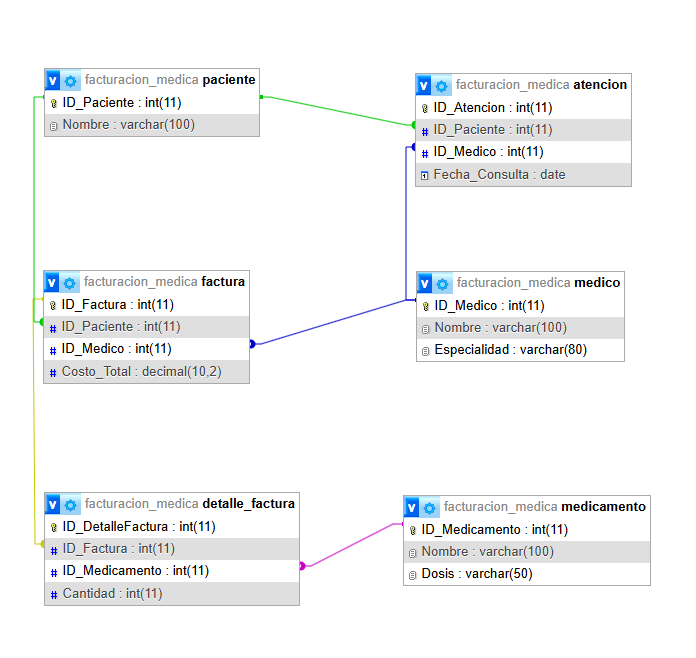 facturacion_medica paciente
ID_Paciente : int(11)
Nombre : varchar(100)
facturacion_medica atencion
ID_Atencion : int(11)
ID_Paciente : int(11)
ID_Medico : int(11)
Fecha_Consulta : date
facturacion_medica factura
ID_Factura : int(11)
ID_Paciente : int(11)
ID_Medico : int(11)
Costo_Total : decimal(10,2)
facturacion_medica medico
ID_Medico : int(11)
Nombre : varchar(100)
Especialidad : varchar(80)
facturacion_medica detalle_factura
ID_DetalleFactura : int(11)
ID_Factura : int(11)
ID_Medicamento : int(11)
Cantidad : int(11)
facturacion_medica medicamento
ID_Medicamento : int(11)
Nombre : varchar(100)
Dosis : varchar(50)